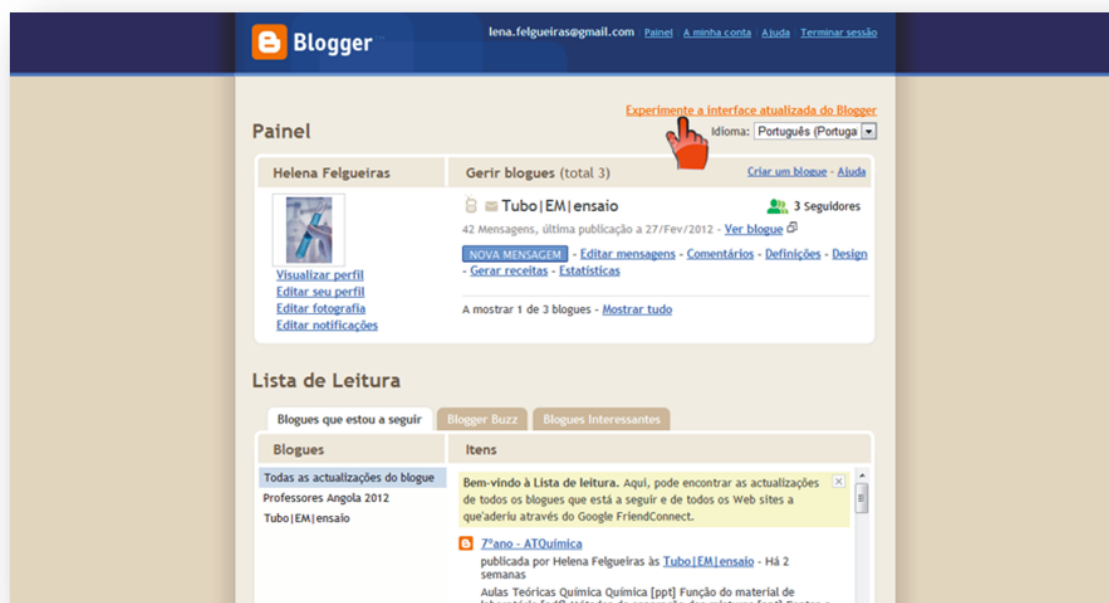 Blogger
lena.felgueiras@gmail.com | Painel | A minha conta | Ajuda | Terminar sessão
Experimente a interface atualizada do Blogger
Painel
Idioma: Português (Portuga
Helena Felgueiras
Gerir blogues (total 3)
Criar um blogue - Ajuda
Tubo|EM|ensaio
3 Seguidores
42 Mensagens, última publicação a 27/Fev/2012 - Ver blogue
NOVA MENSAGEM - Editar mensagens - Comentários - Definições - Design
- Gerar receitas - Estatísticas
Visualizar perfil
Editar seu perfil
Editar fotografia
Editar notificações
A mostrar 1 de 3 blogues - Mostrar tudo
Lista de Leitura
Blogues que estou a seguir
Blogger Buzz
Blogues Interessantes
Blogues
Itens
Todas as actualizações do blogue
Professores Angola 2012
Tubo|EM|ensaio
Bem-vindo à Lista de leitura. Aqui, pode encontrar as actualizações
de todos os blogues que está a seguir e de todos os Web sites a
que'aderiu através do Google FriendConnect.
7ºano - ATQuímica
publicada por Helena Felgueiras às Tubo|EM|ensaio - Há 2
semanas
Aulas Teóricas Química Química [ppt] Função do material de